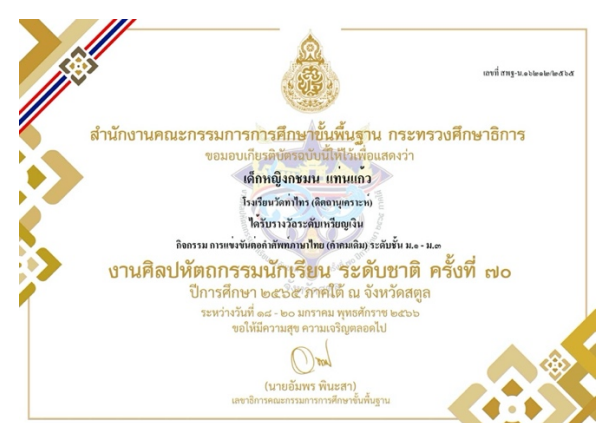 เลขที่ สพฐ-น.๑๖๒๑๒/๒๕๖๕
สำนักงานคณะกรรมการการศึกษาขั้นพื้นฐาน กระทรวงศึกษาธิการ
ขอมอบเกียรติบัตรฉบับนี้ให้ไว้เพื่อแสดงว่า
เด็กหญิงกชมน แท่นแก้ว
โรงเรียนวัดท่าไทร (ดิตถานุเคราะห์)
ได้รับรางวัลระดับเหรียญเงิน
กิจกรรม การแข่งขันต่อคำศัพท์ภาษาไทย (คำคมเดิม) ระดับชั้น ม.๑ - ม.๓
งานศิลปหัตถกรรมนักเรียน ระดับชาติ ครั้งที่ ๗๐
ปีการศึกษา ๒๕๖๕ ภาคใต้ ณ จังหวัดสตูล
ระหว่างวันที่ ๑๘ - ๒๐ มกราคม พุทธศักราช ๒๕๖๖
ขอให้มีความสุข ความเจริญตลอดไป
(นายอัมพร พินะสา)
เลขาธิการคณะกรรมการการศึกษาขั้นพื้นฐาน